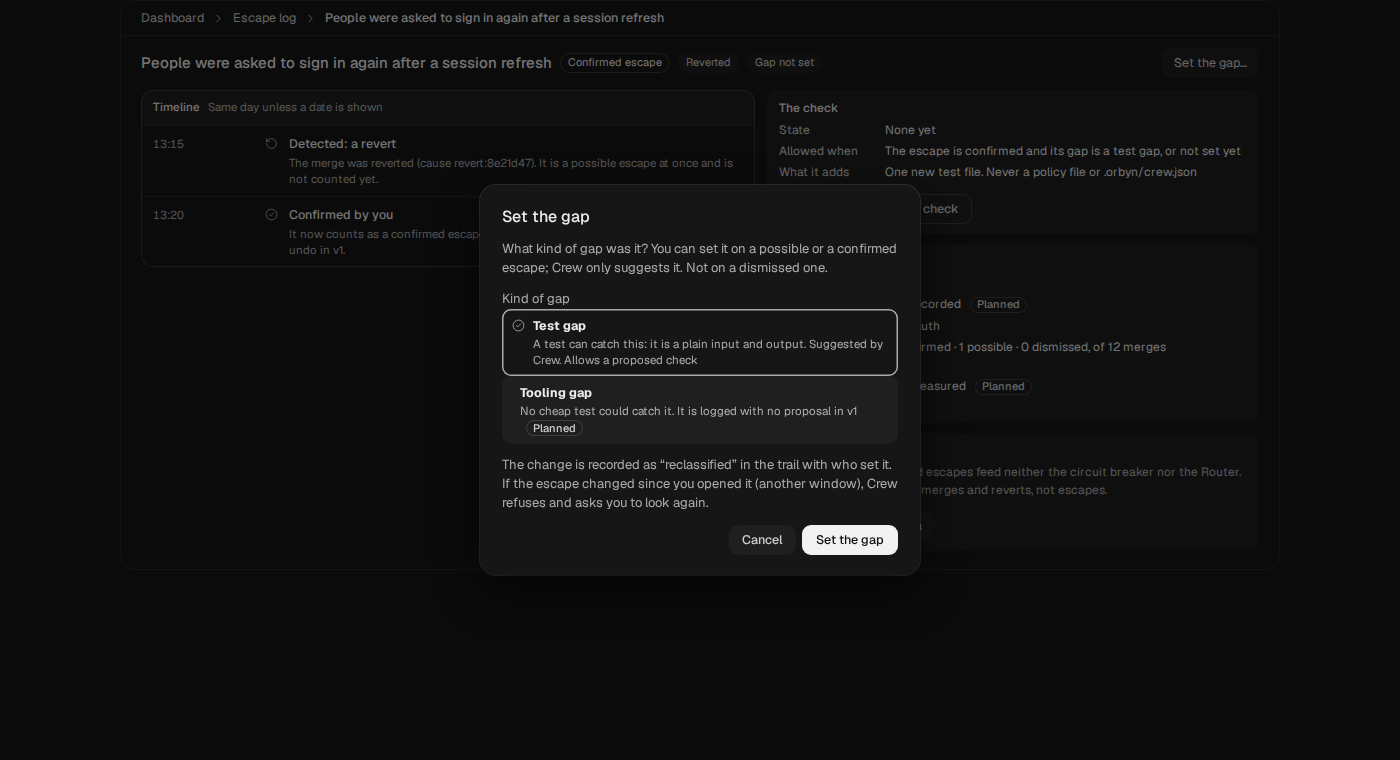 Dashboard > Escape log > People were asked to sign in again after a session refresh
People were asked to sign in again after a session refresh Confirmed escape Reverted Gap not set Set the gap…
Timeline Same day unless a date is shown
13:15 Detected: a revert
The merge was reverted (cause revert:8e21d47). It is a possible escape at once and is
not counted yet.
13:20 Confirmed by you
It now counts as a confirmed
undo in v1.
The check
State None yet
Allowed when The escape is confirmed and its gap is a test gap, or not set yet
What it adds One new test file. Never a policy file or .orbyn/crew.json
check
Planned
1 possible · 0 dismissed, of 12 merges
Planned
escapes feed neither the circuit breaker nor the Router.
merges and reverts, not escapes.
Set the gap
What kind of gap was it? You can set it on a possible or a confirmed
escape; Crew only suggests it. Not on a dismissed one.
Kind of gap
Test gap
A test can catch this: it is a plain input and output. Suggested by
Crew. Allows a proposed check
Tooling gap
No cheap test could catch it. It is logged with no proposal in v1
Planned
The change is recorded as “reclassified” in the trail with who set it.
If the escape changed since you opened it (another window), Crew
refuses and asks you to look again.
Cancel Set the gap